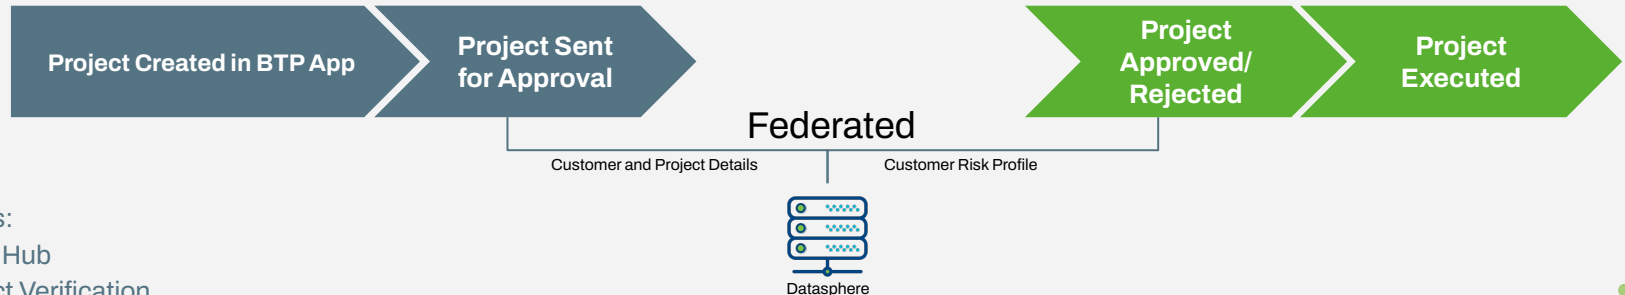 Project Created in BTP App
Project Sent
for Approval
Project
Approved/
Rejected
Project
Executed
Federated
Customer and Project Details
Customer Risk Profile
Hub
Verification
Datasphere